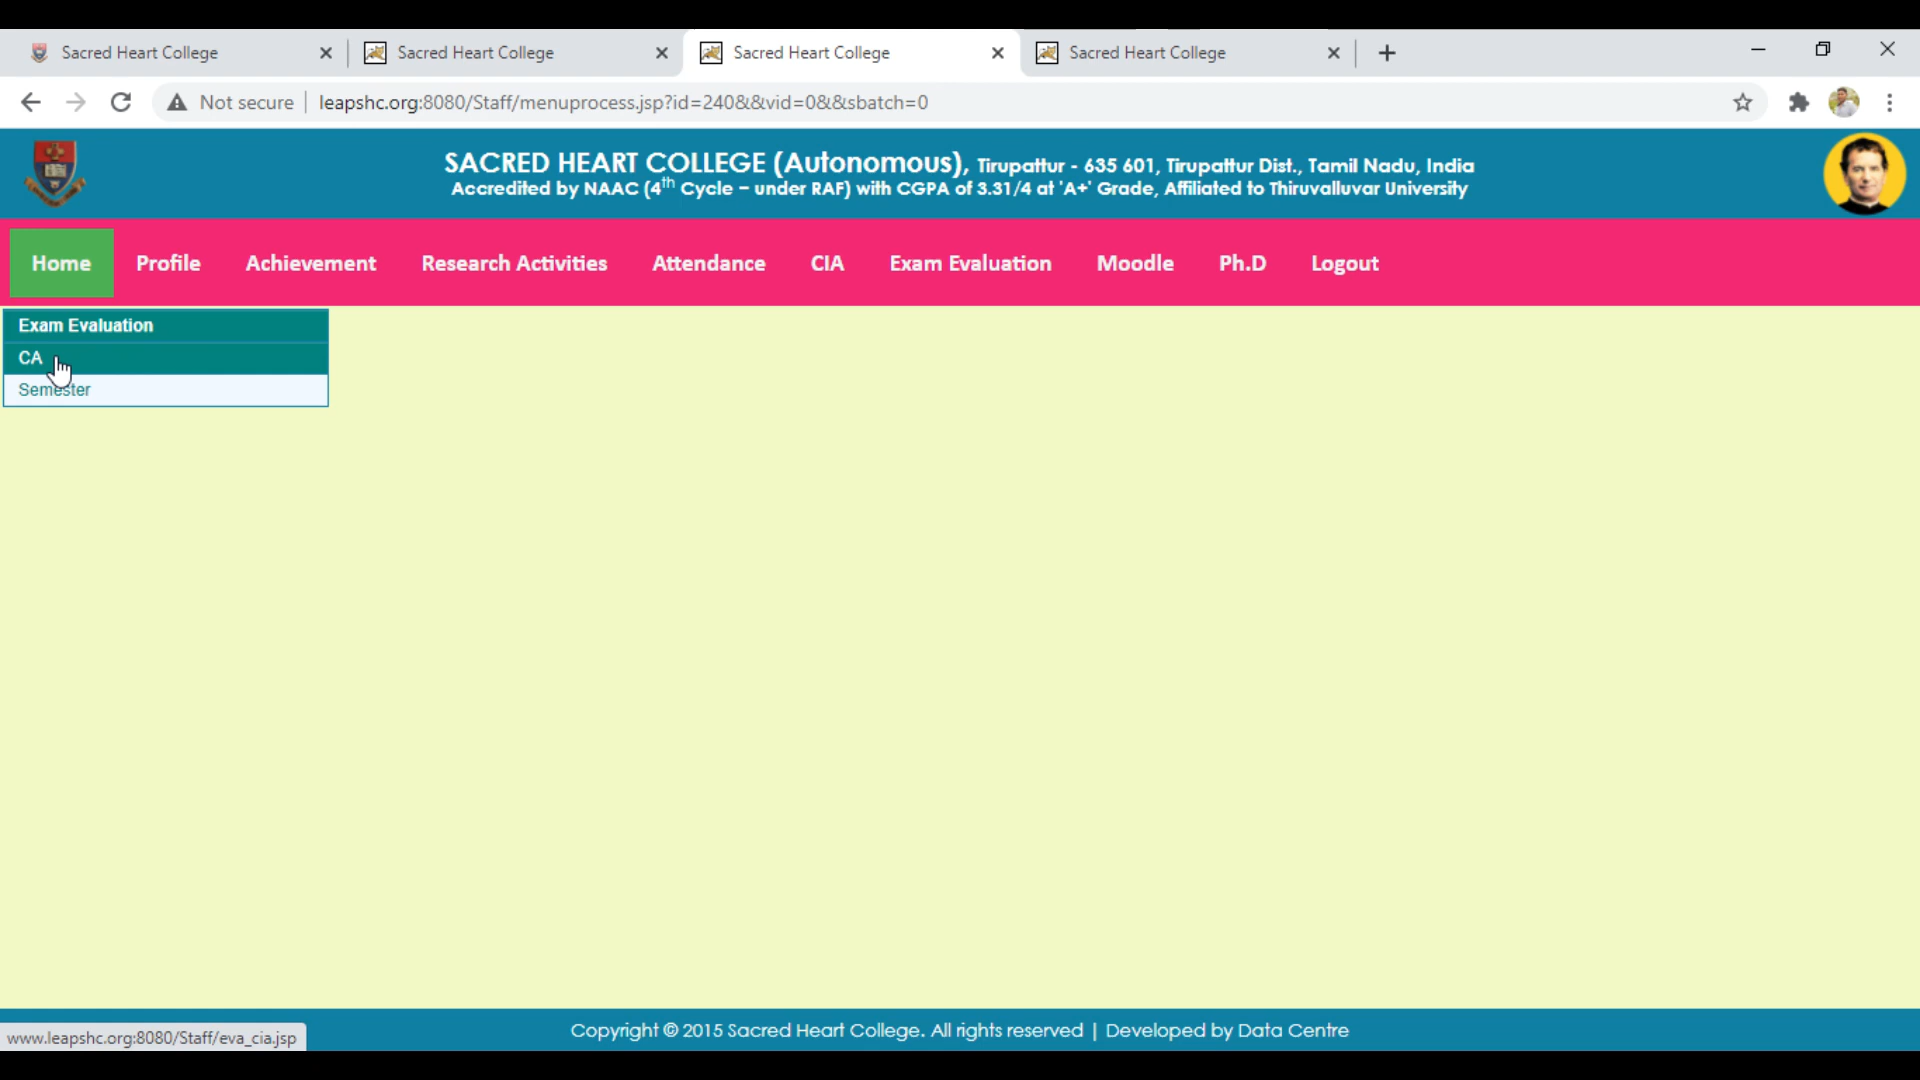 Sacred Heart College
Sacred Heart College
Sacred Heart College
Sacred Heart College
Not secure | leapshc.org:8080/Staff/menuprocess.jsp?id=240&&vid=0&&sbatch=0
SACRED HEART COLLEGE (Autonomous), Tirupattur - 635 601, Tirupattur Dist., Tamil Nadu, India
Accredited by NAAC (4th Cycle – under RAF) with CGPA of 3.31/4 at 'A+' Grade, Affiliated to Thiruvalluvar University
Home Profile Achievement Research Activities Attendance CIA Exam Evaluation Moodle Ph.D Logout
Exam Evaluation
CA
Semester
Copyright © 2015 Sacred Heart College. All rights reserved | Developed by Data Centre
www.leapshc.org:8080/Staff/eva_cia.jsp